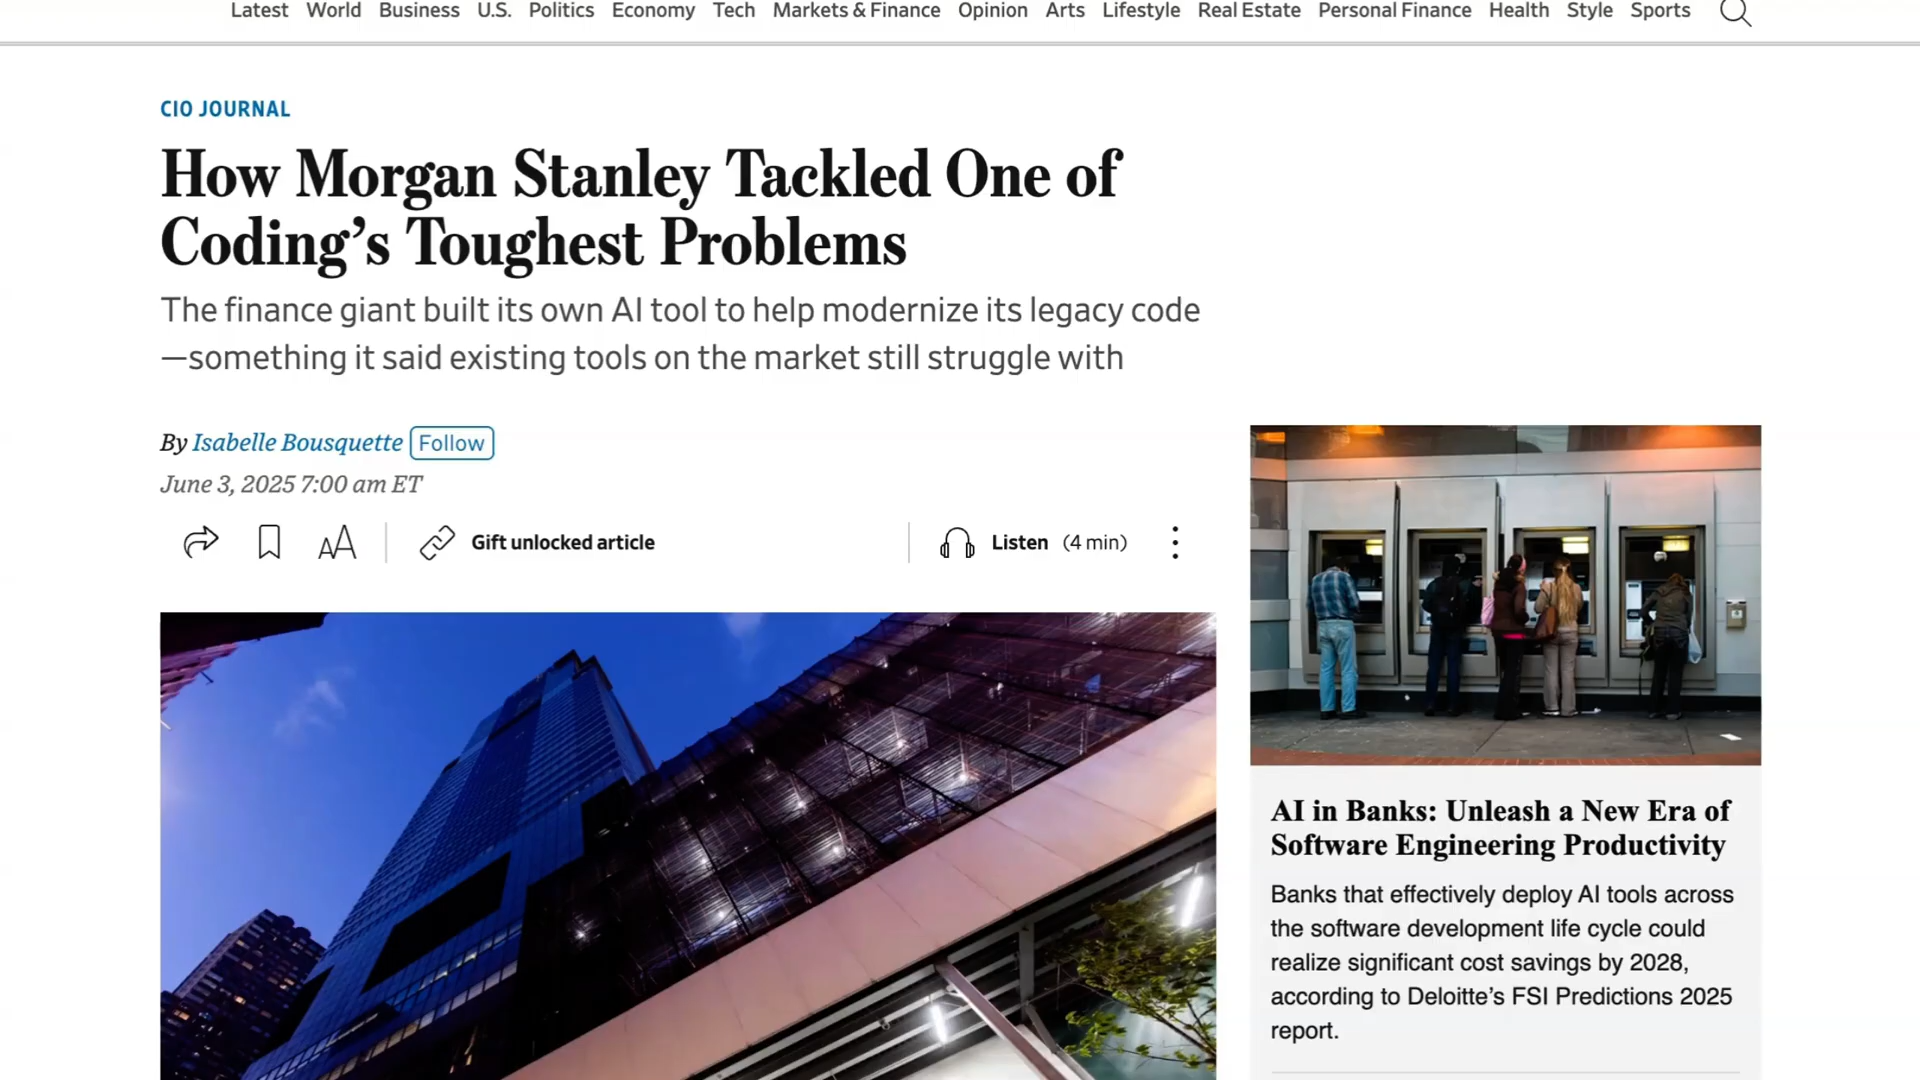 Latest World Business U.S. Politics Economy Tech Markets & Finance Opinion Arts Lifestyle Real Estate Personal Finance Health Style Sports
CIO JOURNAL
How Morgan Stanley Tackled One of
Coding’s Toughest Problems
The finance giant built its own AI tool to help modernize its legacy code
—something it said existing tools on the market still struggle with
By Isabelle Bousquette Follow
June 3, 2025 7:00 am ET
AA Gift unlocked article Listen (4 min)
AI in Banks: Unleash a New Era of
Software Engineering Productivity
Banks that effectively deploy AI tools across
the software development life cycle could
realize significant cost savings by 2028,
according to Deloitte’s FSI Predictions 2025
report.